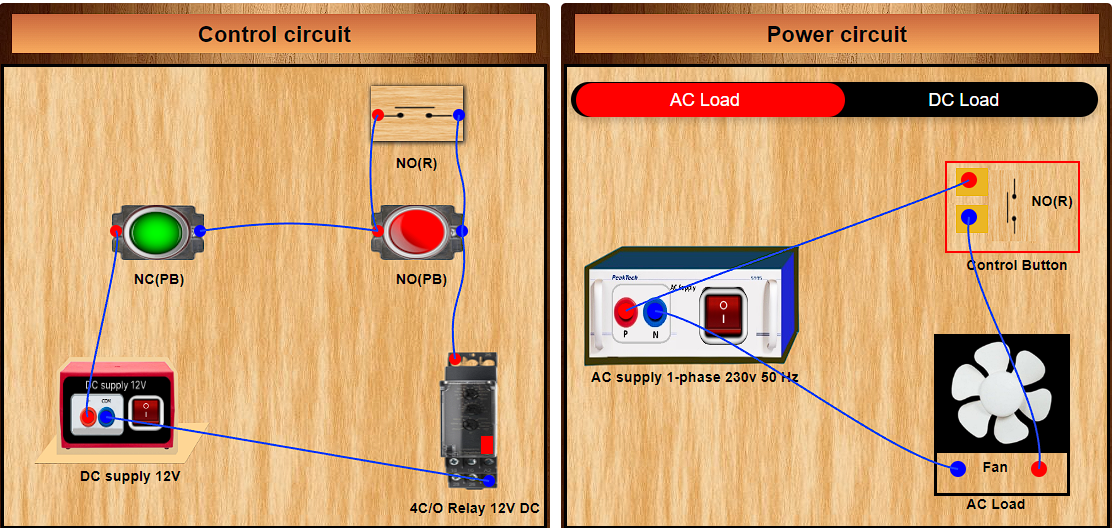 Control circuit
NO(R)
NC(PB)
NO(PB)
DC supply 12V
COM
O
I
DC supply 12V
4C/O Relay 12V DC
Power circuit
AC Load
DC Load
NO(R)
Control Button
PeakTech
AC Supply
P
N
O
I
AC supply 1-phase 230v 50 Hz
Fan
AC Load